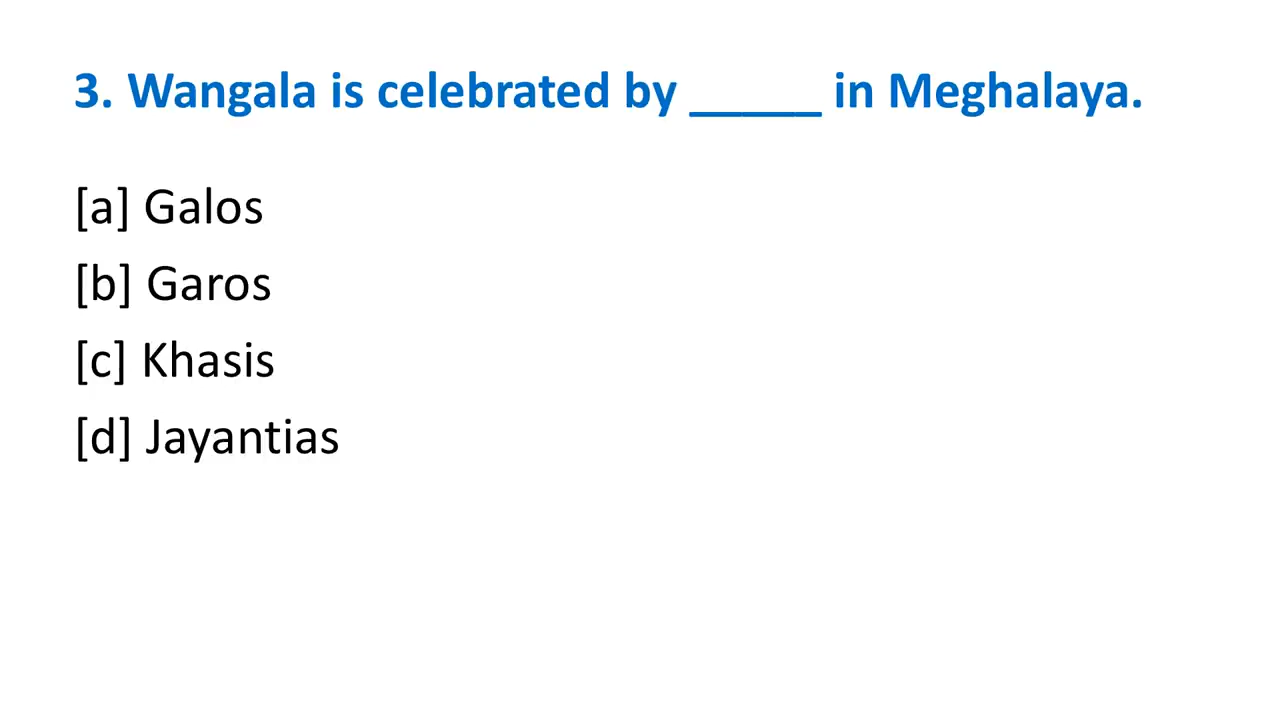 3. Wangala is celebrated by _____ in Meghalaya.
[a] Galos
[b] Garos
[c] Khasis
[d] Jayantias